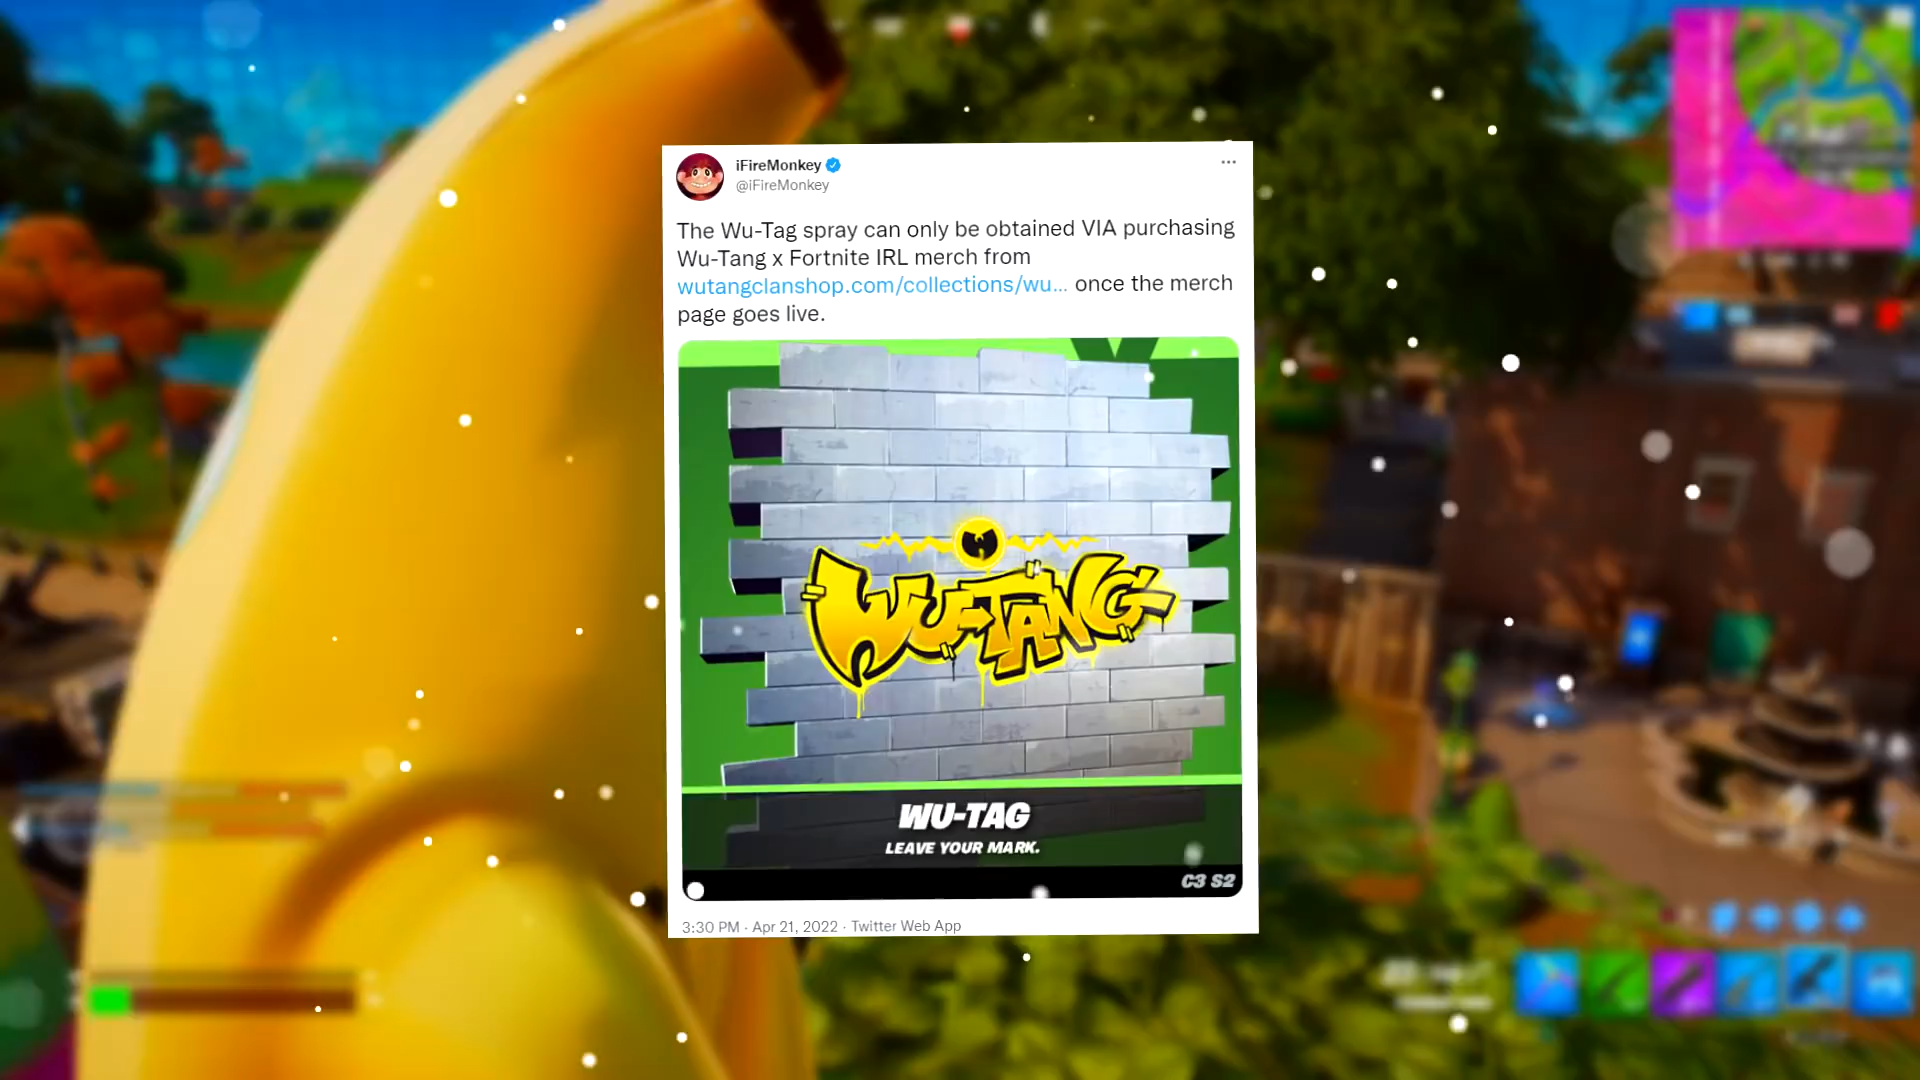 iFireMonkey
@iFireMonkey
The Wu-Tag spray can only be obtained VIA purchasing
Wu-Tang x Fortnite IRL merch from
wutangclanshop.com/collections/wu... once the merch
page goes live.
WU-TANG
WU-TAG
LEAVE YOUR MARK.
C3 S2
3:30 PM · Apr 21, 2022 · Twitter Web App